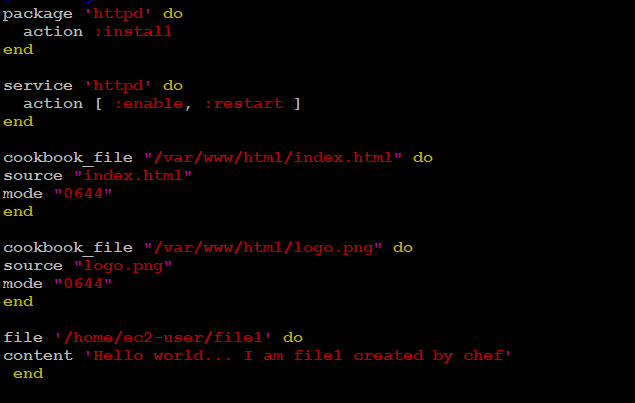 package 'httpd' do
  action :install
end

service 'httpd' do
  action [ :enable, :restart ]
end

cookbook_file "/var/www/html/index.html" do
source "index.html"
mode "0644"
end

cookbook_file "/var/www/html/logo.png" do
source "logo.png"
mode "0644"
end

file '/home/ec2-user/file1' do
content 'Hello world... I am file1 created by chef'
 end